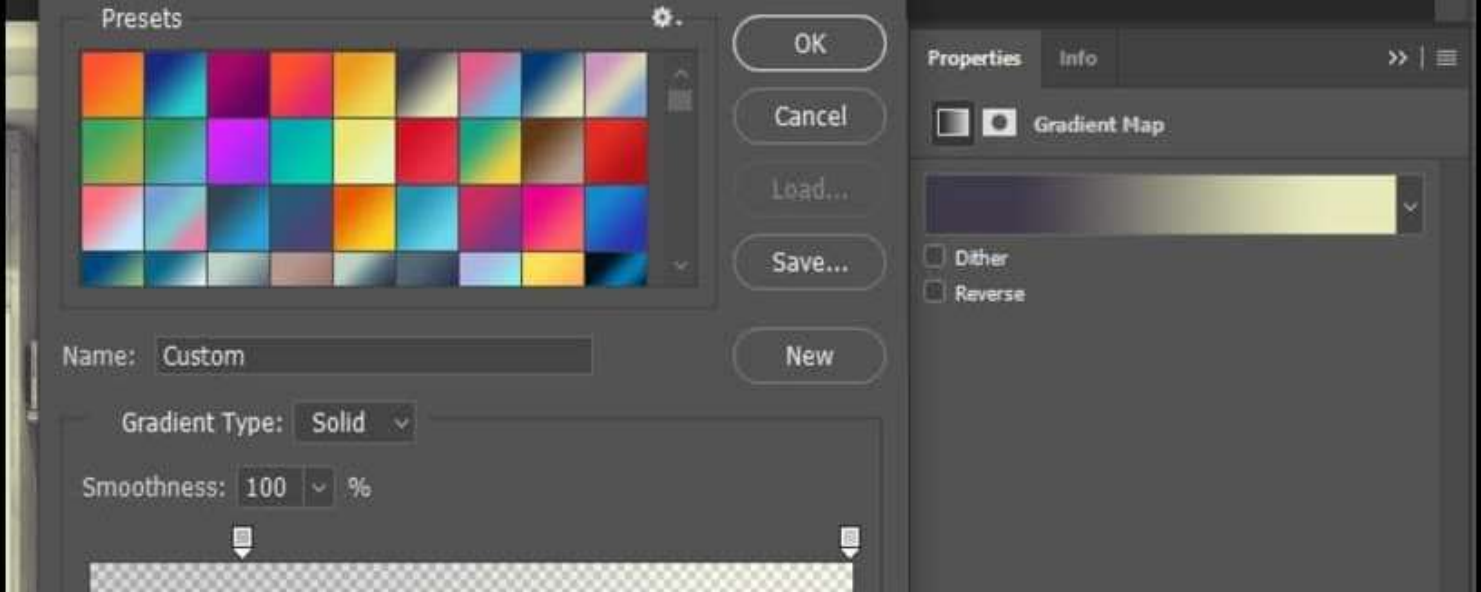 Presets
OK
Cancel
Load...
Save...
Name: Custom
New
Gradient Type: Solid
Smoothness: 100 %
Properties Info
Gradient Map
Dither
Reverse